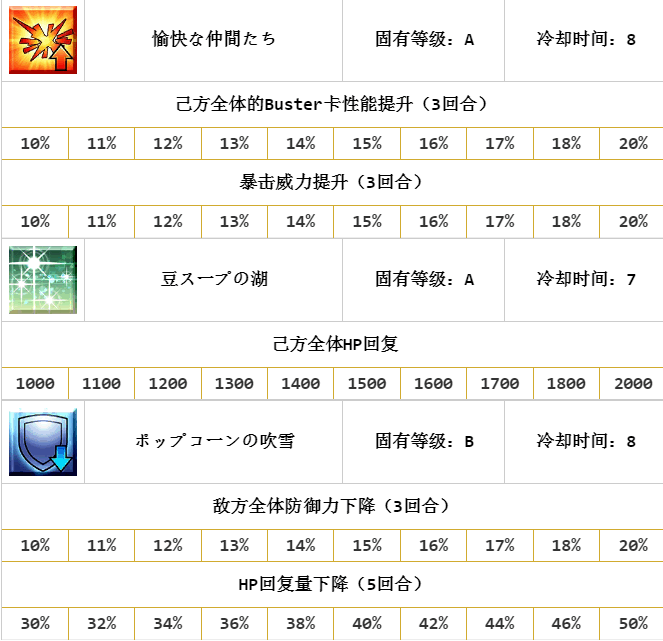 愉快な仲間たち 固有等级：A 冷却时间：8
己方全体的Buster卡性能提升（3回合）
10% 11% 12% 13% 14% 15% 16% 17% 18% 20%
暴击威力提升（3回合）
10% 11% 12% 13% 14% 15% 16% 17% 18% 20%
豆スープの湖 固有等级：A 冷却时间：7
己方全体HP回复
1000 1100 1200 1300 1400 1500 1600 1700 1800 2000
ポップコーンの吹雪 固有等级：B 冷却时间：8
敌方全体防御力下降（3回合）
10% 11% 12% 13% 14% 15% 16% 17% 18% 20%
HP回复量下降（5回合）
30% 32% 34% 36% 38% 40% 42% 44% 46% 50%